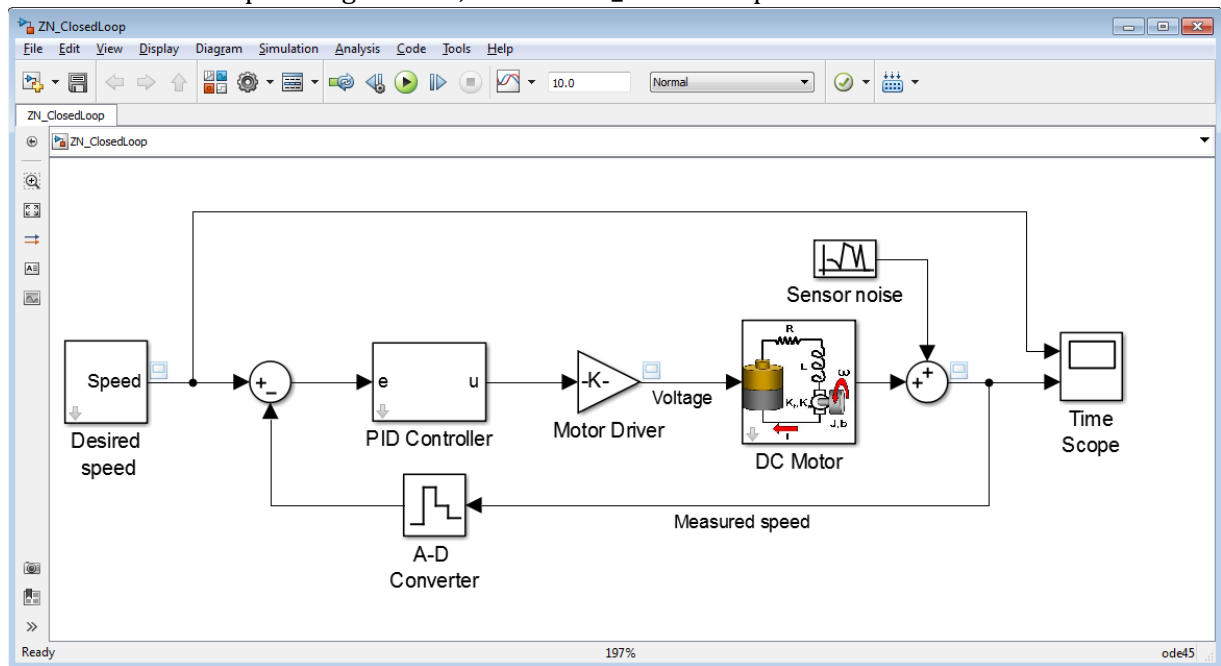 ZN_ClosedLoop
File Edit View Display Diagram Simulation Analysis Code Tools Help
10.0 Normal
ZN_ClosedLoop
ZN_ClosedLoop
Sensor noise
Speed
Desired
speed
+
−
e u
PID Controller
-K-
Motor Driver
Voltage
R
L
ω
J,b
i
DC Motor
+
+
Time
Scope
Measured speed
A-D
Converter
Ready 197% ode45